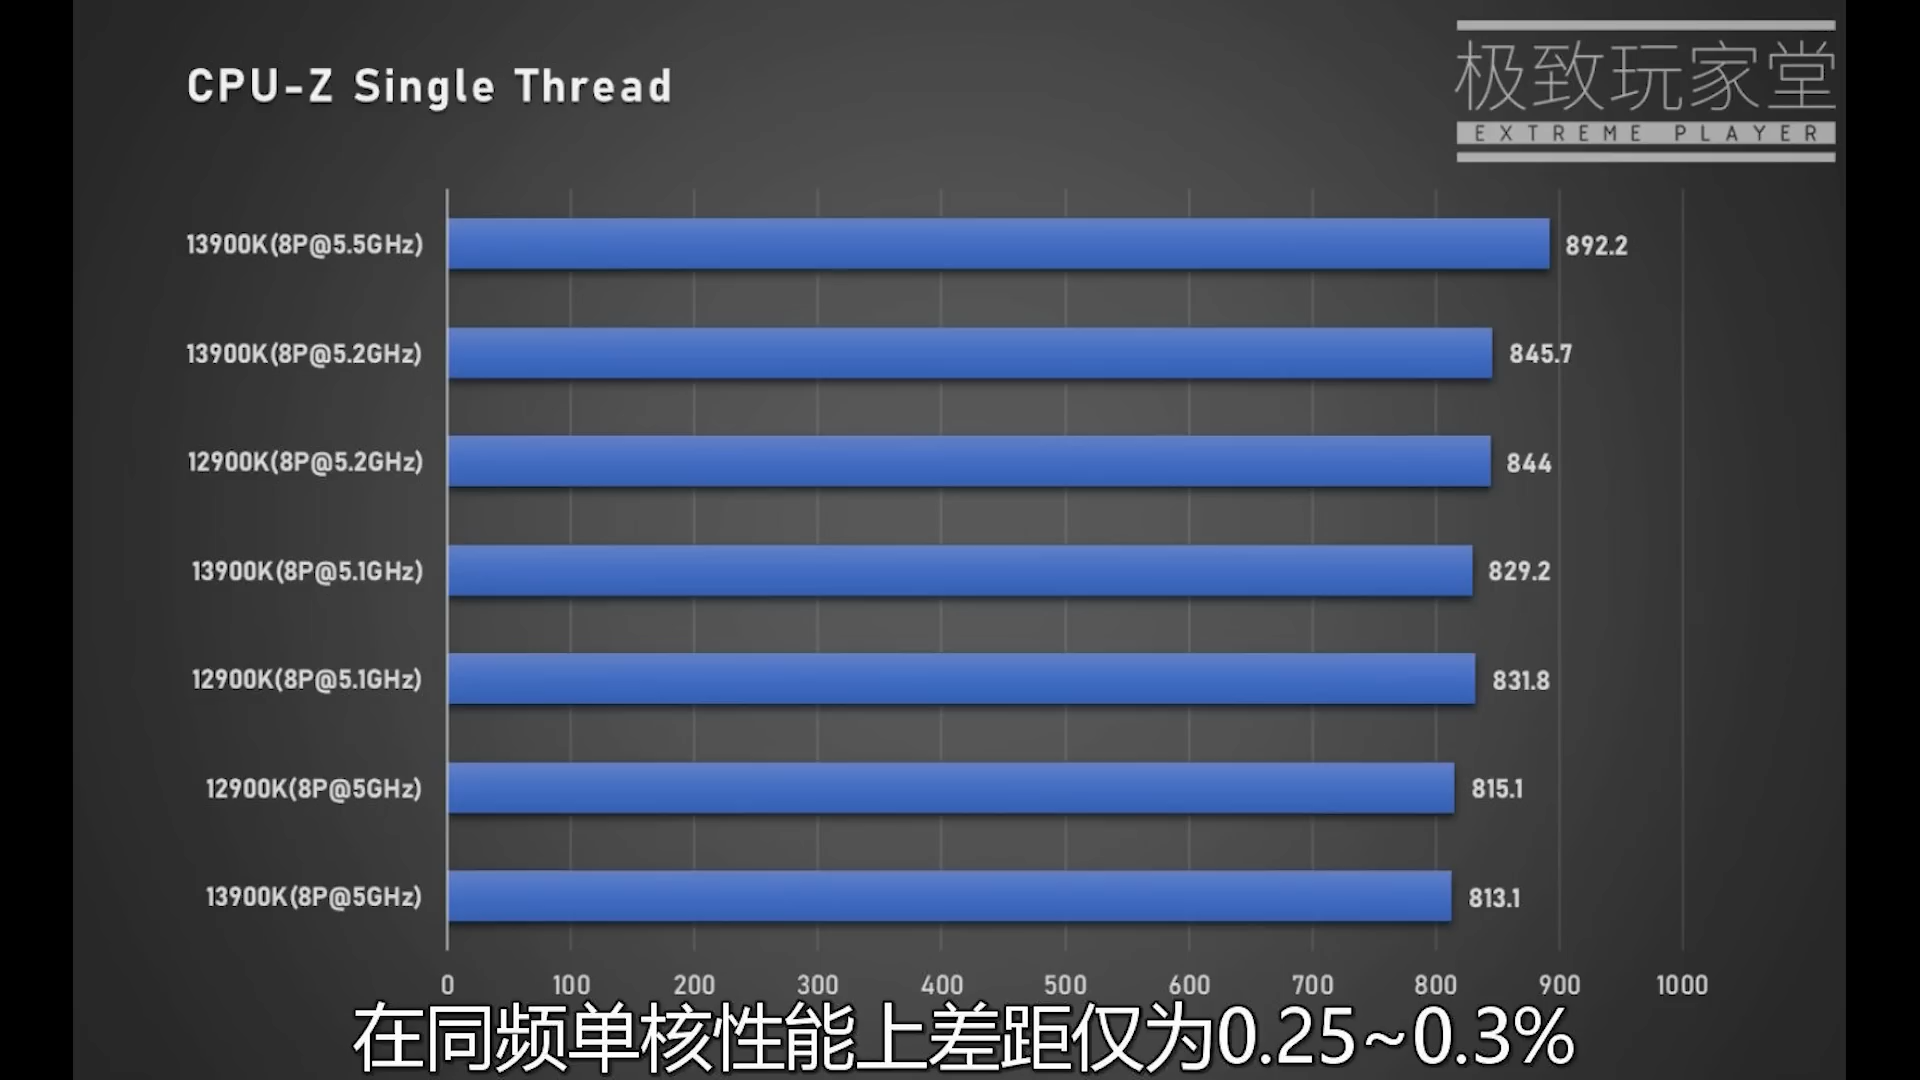 CPU-Z Single Thread
极致玩家堂
EXTREME PLAYER
13900K(8P@5.5GHz) 892.2
13900K(8P@5.2GHz) 845.7
12900K(8P@5.2GHz) 844
13900K(8P@5.1GHz) 829.2
12900K(8P@5.1GHz) 831.8
12900K(8P@5GHz) 815.1
13900K(8P@5GHz) 813.1
0 100 200 300 400 500 600 700 800 900 1000
在同频单核性能上差距仅为0.25~0.3%